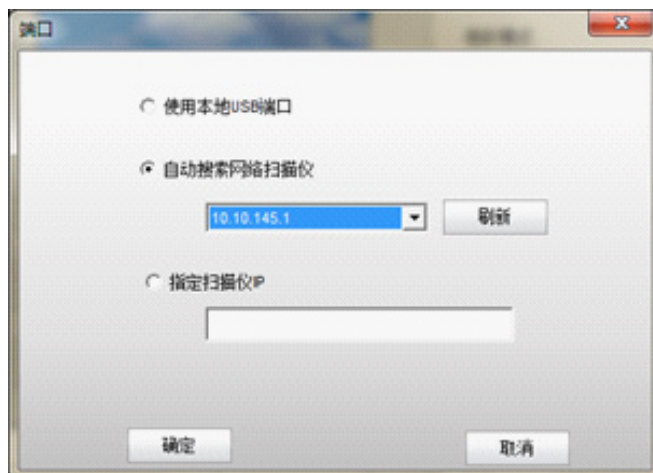 端口
使用本地USB端口
自动搜索网络扫描仪
10.10.145.1
刷新
指定扫描仪IP
确定
取消